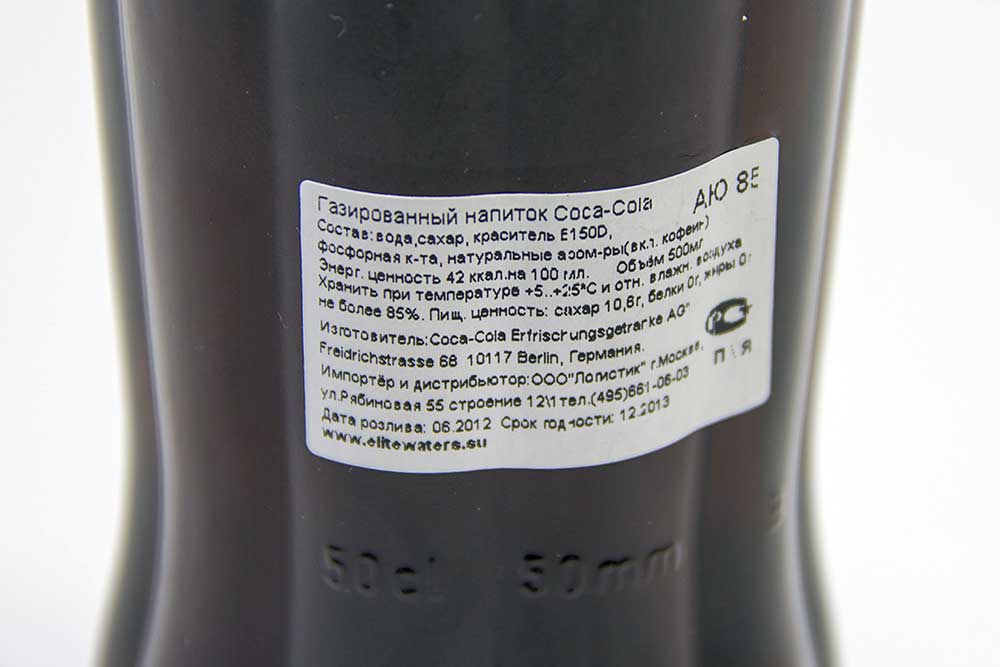 Газированный напиток Coca-Cola
АЮ 85
Состав:вода,сахар, краситель E150D,
фосфорная к-та, натуральные аром-ры(вкл. кофеин)
Энерг. ценность 42 ккал.на 100 мл. Объём 500мл
Хранить при температуре +5..+25°С и отн. влажн. воздуха
не более 85%. Пищ. ценность: сахар 10,6г, белки 0г, жиры 0г
Изготовитель:Coca-Cola Erfrischungsgetranke AG"
Freidrichstrasse 68 10117 Berlin, Германия.
Импортёр и дистрибьютор:ООО"Логистик" г.Москва,
ул.Рябиновая 55 строение 12\1 тел.(495)661-06-03
Дата розлива: 06.2012 Срок годности: 12.2013
www.elitewaters.su
РСТ
50cl 50mm